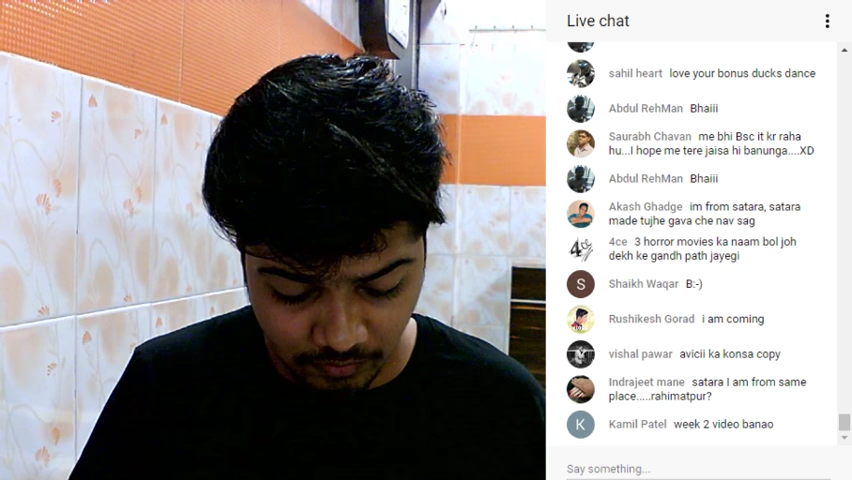 Live chat
sahil heart love your bonus ducks dance
Abdul RehMan Bhaiii
Saurabh Chavan me bhi Bsc it kr raha
hu...I hope me tere jaisa hi banunga....XD
Abdul RehMan Bhaiii
Akash Ghadge im from satara, satara
made tujhe gava che nav sag
4ce 3 horror movies ka naam bol joh
dekh ke gandh path jayegi
S
Shaikh Waqar B:-)
Rushikesh Gorad i am coming
vishal pawar avicii ka konsa copy
Indrajeet mane satara I am from same
place.....rahimatpur?
K
Kamil Patel week 2 video banao
Say something...